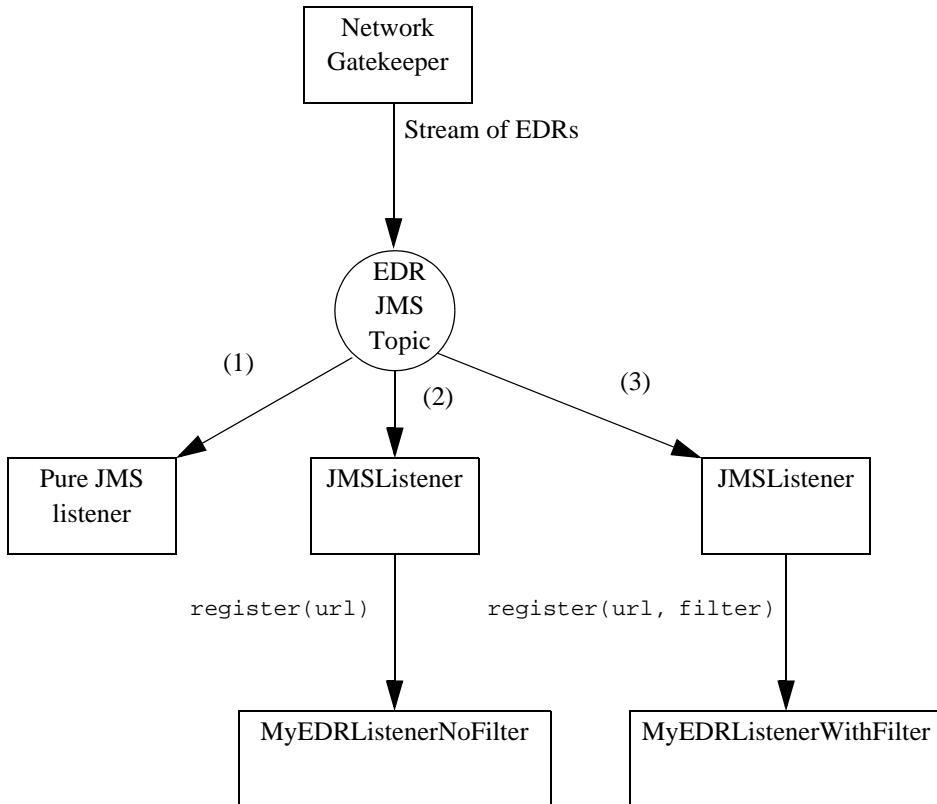 Network
Gatekeeper
Stream of EDRs
EDR
JMS
Topic
(1)
(2)
(3)
Pure JMS
listener
JMSListener
JMSListener
register(url)
register(url, filter)
MyEDRListenerNoFilter
MyEDRListenerWithFilter